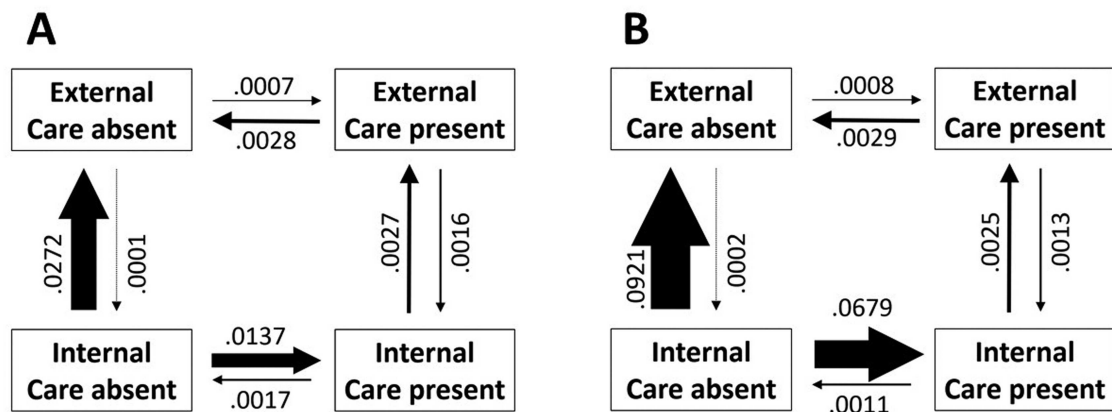 A
External
Care absent
.0007
.0028
External
Care present
.0272
.0001
.0027
.0016
Internal
Care absent
.0137
.0017
Internal
Care present
B
External
Care absent
.0008
.0029
External
Care present
.0921
.0002
.0025
.0013
Internal
Care absent
.0679
.0011
Internal
Care present